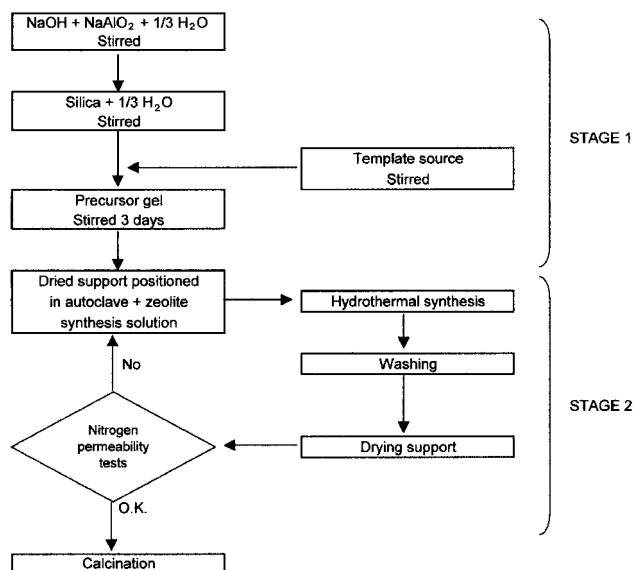 NaOH + NaAlO₂ + 1/3 H₂O
Stirred
Silica + 1/3 H₂O
Stirred
STAGE 1
Template source
Stirred
Precursor gel
Stirred 3 days
Dried support positioned
in autoclave + zeolite
synthesis solution
Hydrothermal synthesis
No
Washing
STAGE 2
Nitrogen
permeability
tests
Drying support
O.K.
Calcination